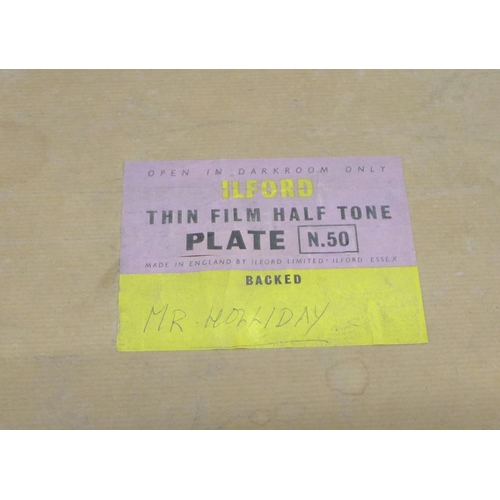 OPEN IN DARKROOM ONLY
ILFORD
THIN FILM HALF TONE
PLATE N.50
MADE IN ENGLAND BY ILFORD LIMITED · ILFORD ESSEX
BACKED
MR. HOLLIDAY